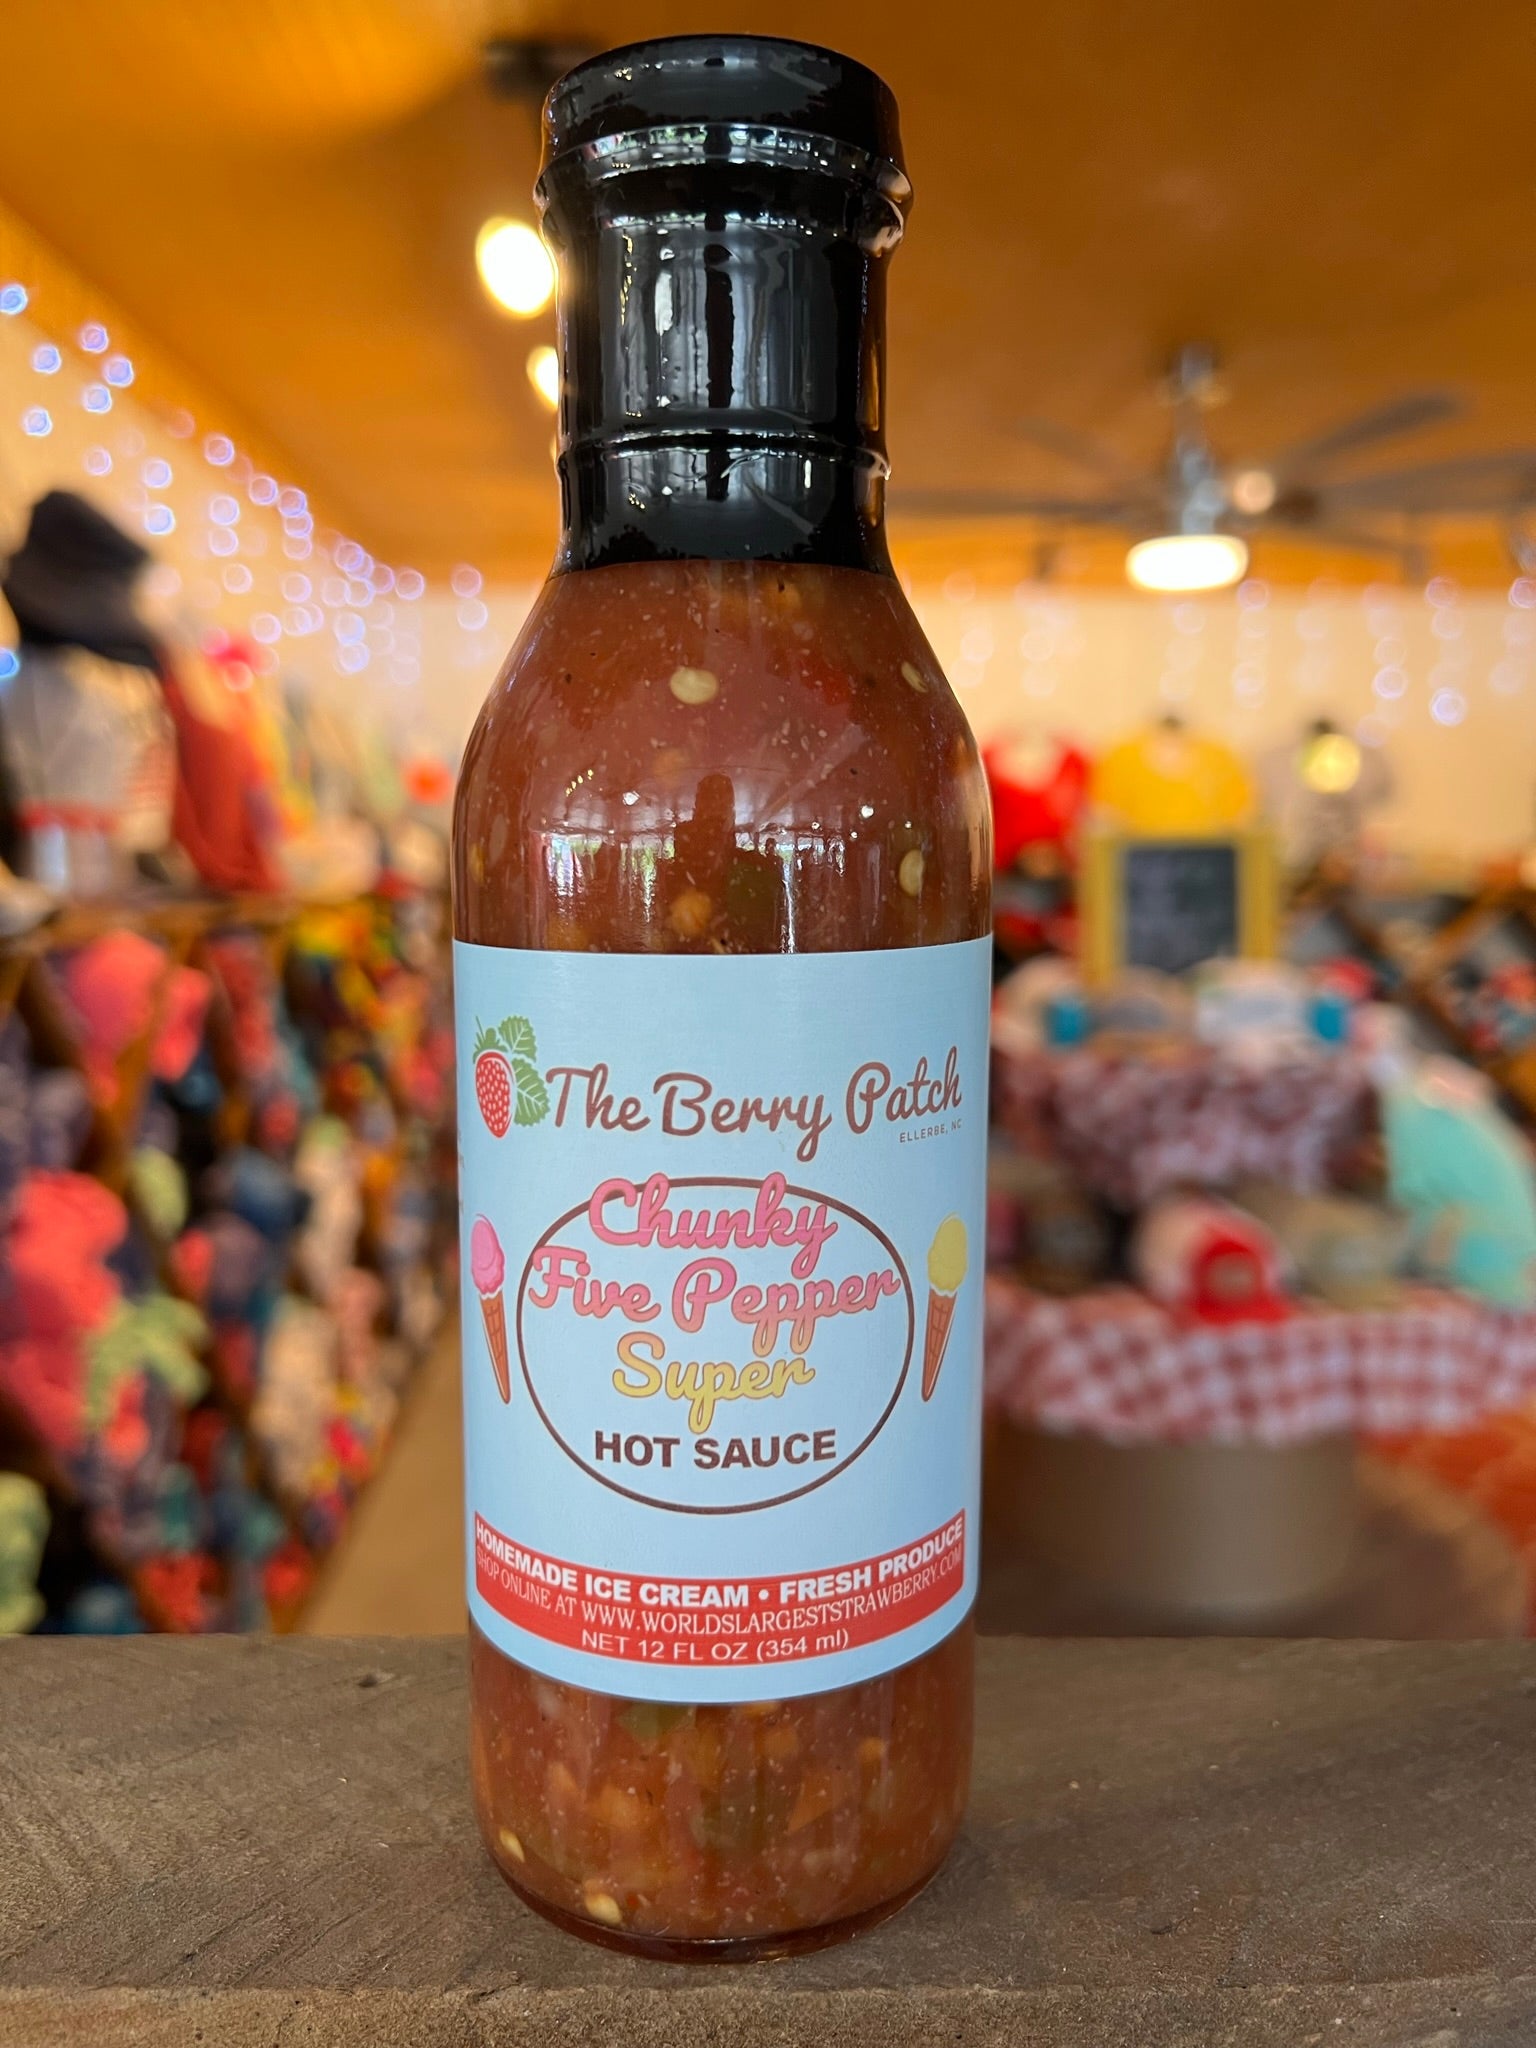 The Berry Patch
ELLERBE, NC
Chunky
Five Pepper
Super
HOT SAUCE
HOMEMADE ICE CREAM • FRESH PRODUCE
SHOP ONLINE AT WWW.WORLDSLARGESTSTRAWBERRY.COM
NET 12 FL OZ (354 ml)